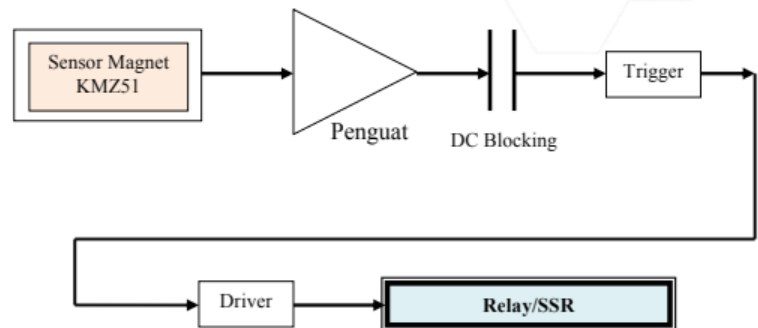 Sensor Magnet
KMZ51
Penguat
DC Blocking
Trigger
Driver
Relay/SSR